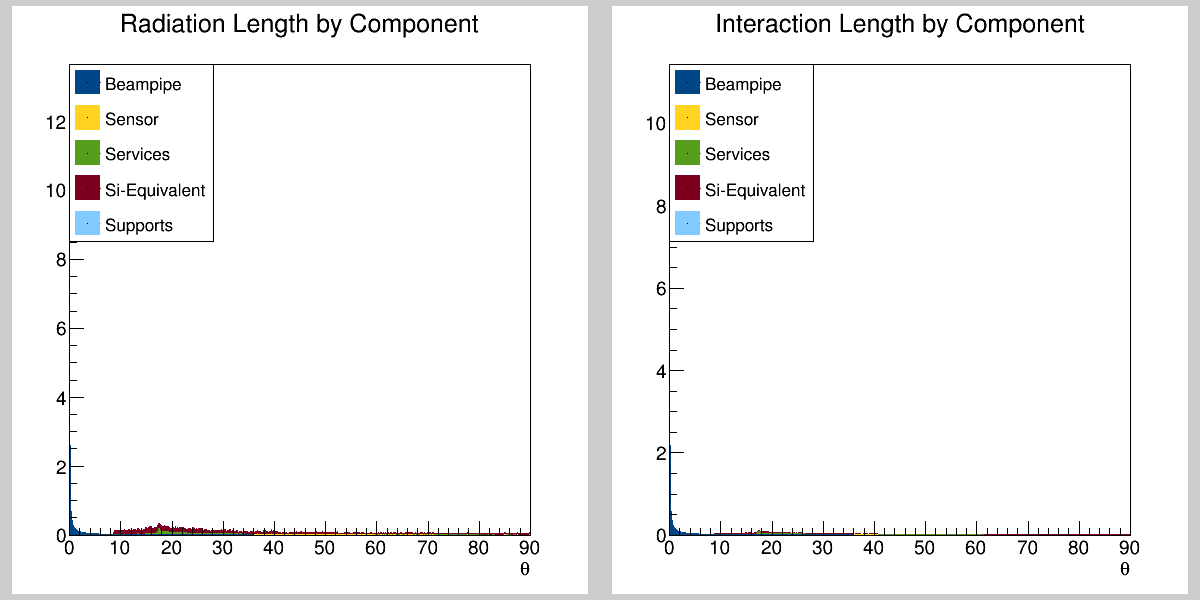 Radiation Length by Component
Beampipe
Sensor
Services
Si-Equivalent
Supports
12
10
8
6
4
2
0
0 10 20 30 40 50 60 70 80 90
θ
Interaction Length by Component
Beampipe
Sensor
Services
Si-Equivalent
Supports
10
8
6
4
2
0
0 10 20 30 40 50 60 70 80 90
θ